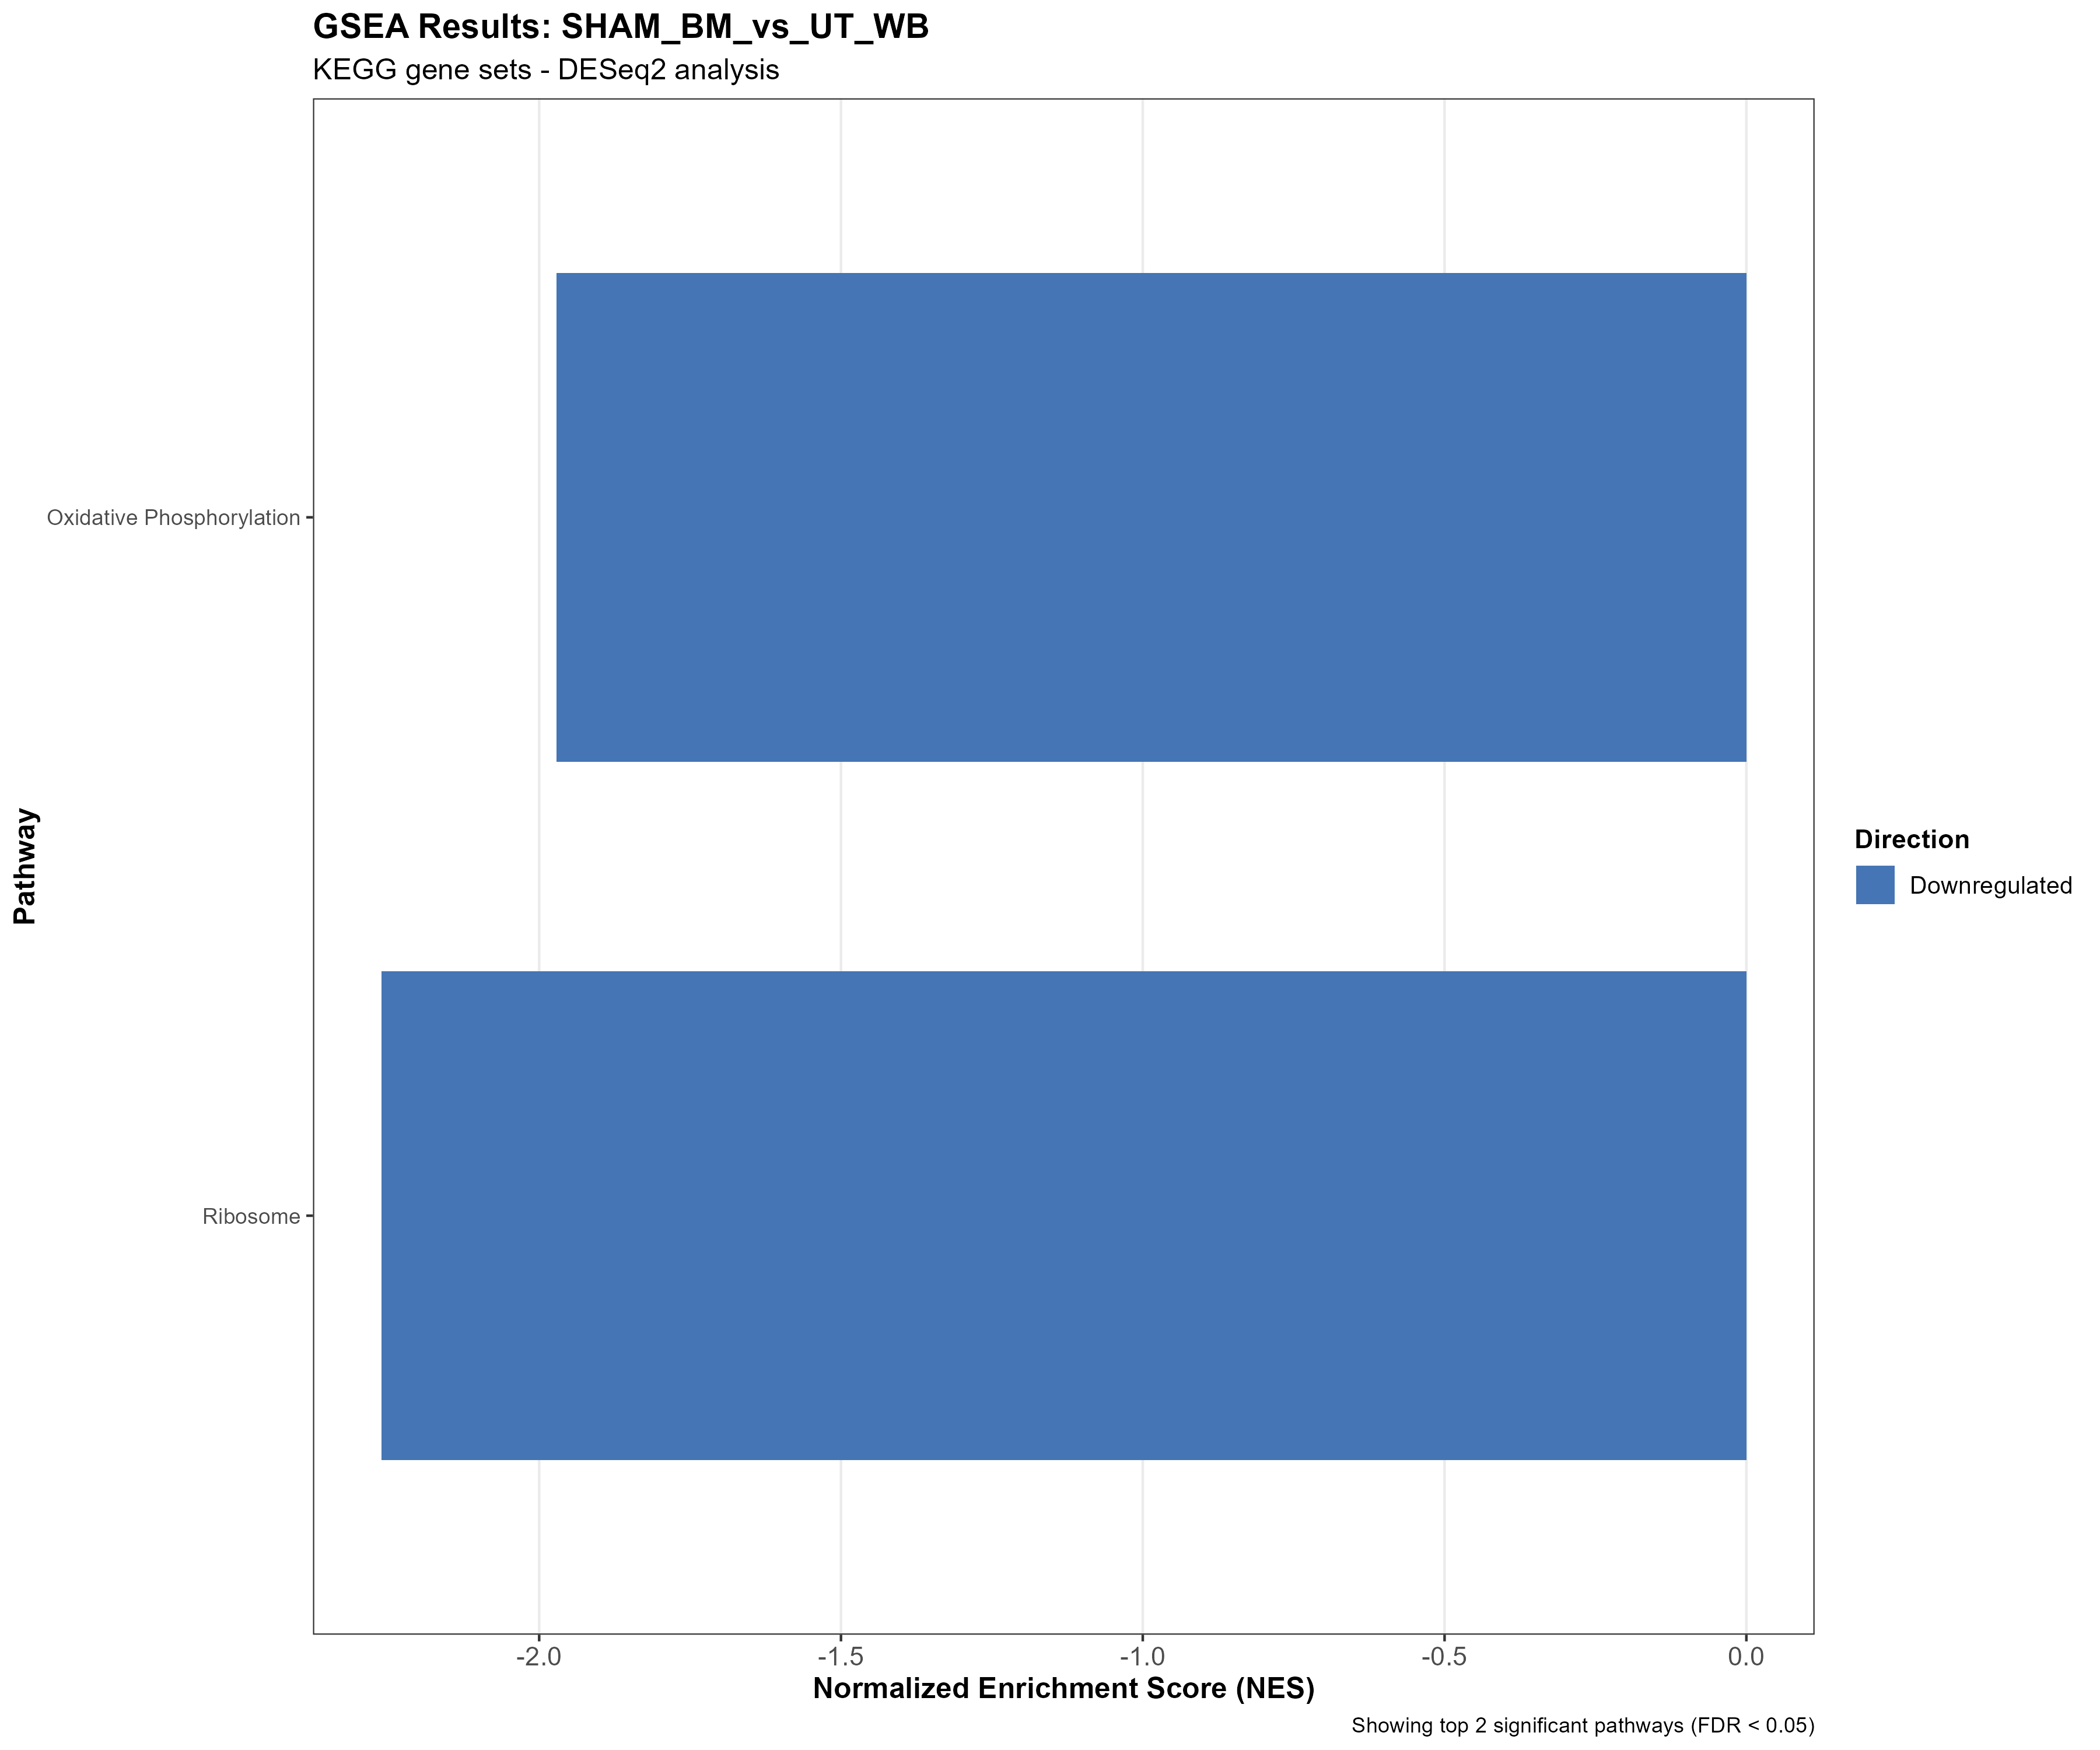 GSEA Results: SHAM_BM_vs_UT_WB
KEGG gene sets - DESeq2 analysis
Pathway
Oxidative Phosphorylation
Ribosome
-2.0
-1.5
-1.0
-0.5
0.0
Normalized Enrichment Score (NES)
Showing top 2 significant pathways (FDR < 0.05)
Direction
Downregulated